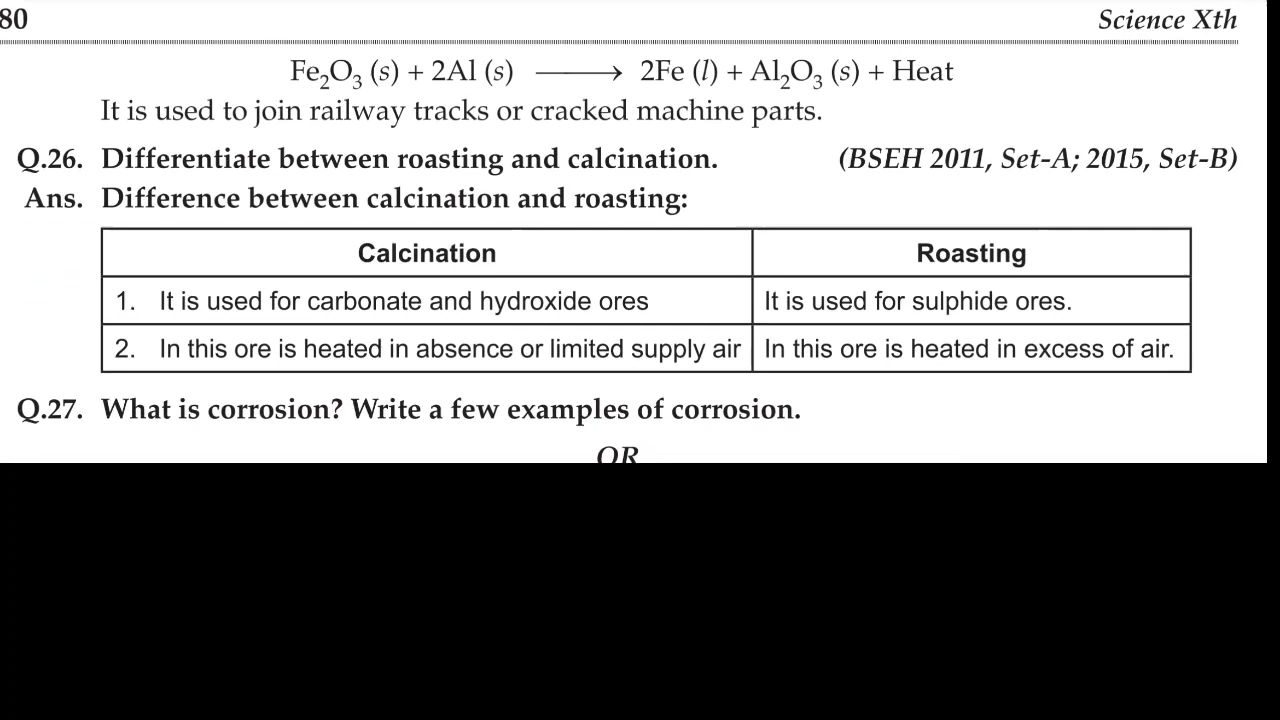 80 Science Xth
Fe₂O₃ (s) + 2Al (s) ⟶ 2Fe (l) + Al₂O₃ (s) + Heat
It is used to join railway tracks or cracked machine parts.
Q.26. Differentiate between roasting and calcination. (BSEH 2011, Set-A; 2015, Set-B)
Ans. Difference between calcination and roasting:
Calcination Roasting
1. It is used for carbonate and hydroxide ores It is used for sulphide ores.
2. In this ore is heated in absence or limited supply air In this ore is heated in excess of air.
Q.27. What is corrosion? Write a few examples of corrosion.
OR